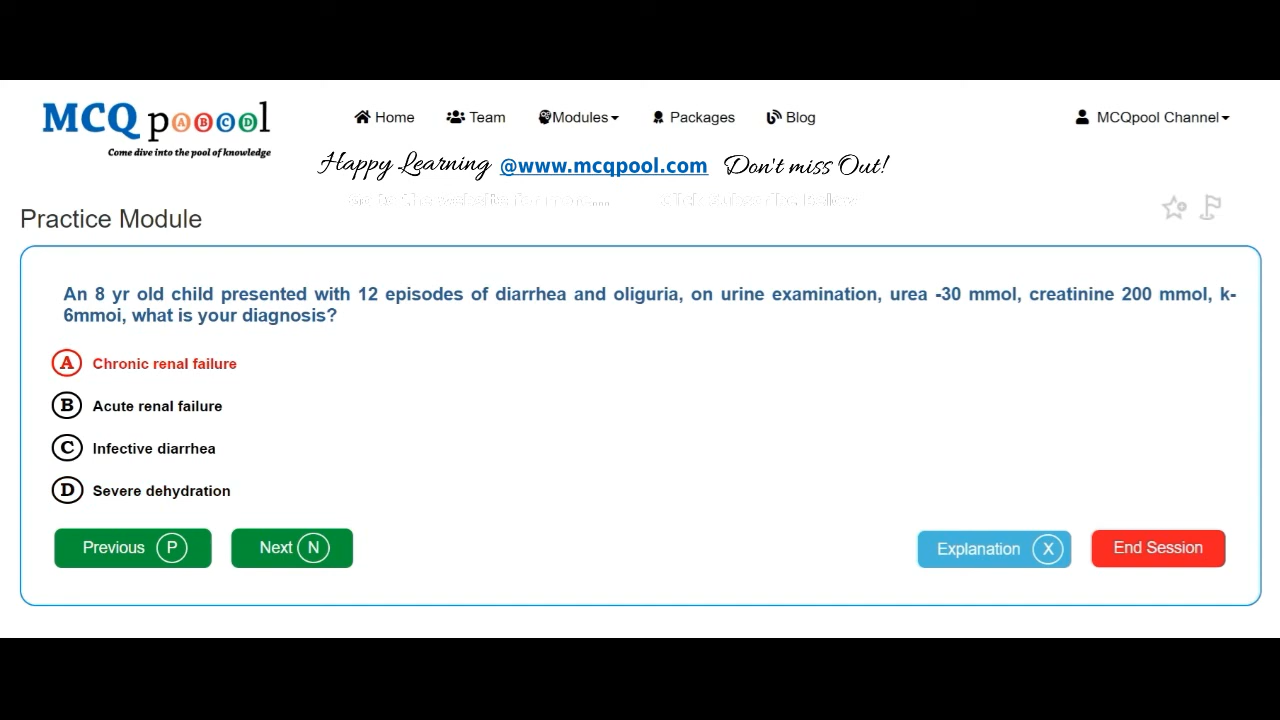 MCQ pooool
Come dive into the pool of knowledge
Home Team Modules Packages Blog MCQpool Channel
Happy Learning @www.mcqpool.com Don't miss Out!
Practice Module
An 8 yr old child presented with 12 episodes of diarrhea and oliguria, on urine examination, urea -30 mmol, creatinine 200 mmol, k-
6mmoi, what is your diagnosis?
A Chronic renal failure
B Acute renal failure
C Infective diarrhea
D Severe dehydration
Previous P Next N Explanation X End Session